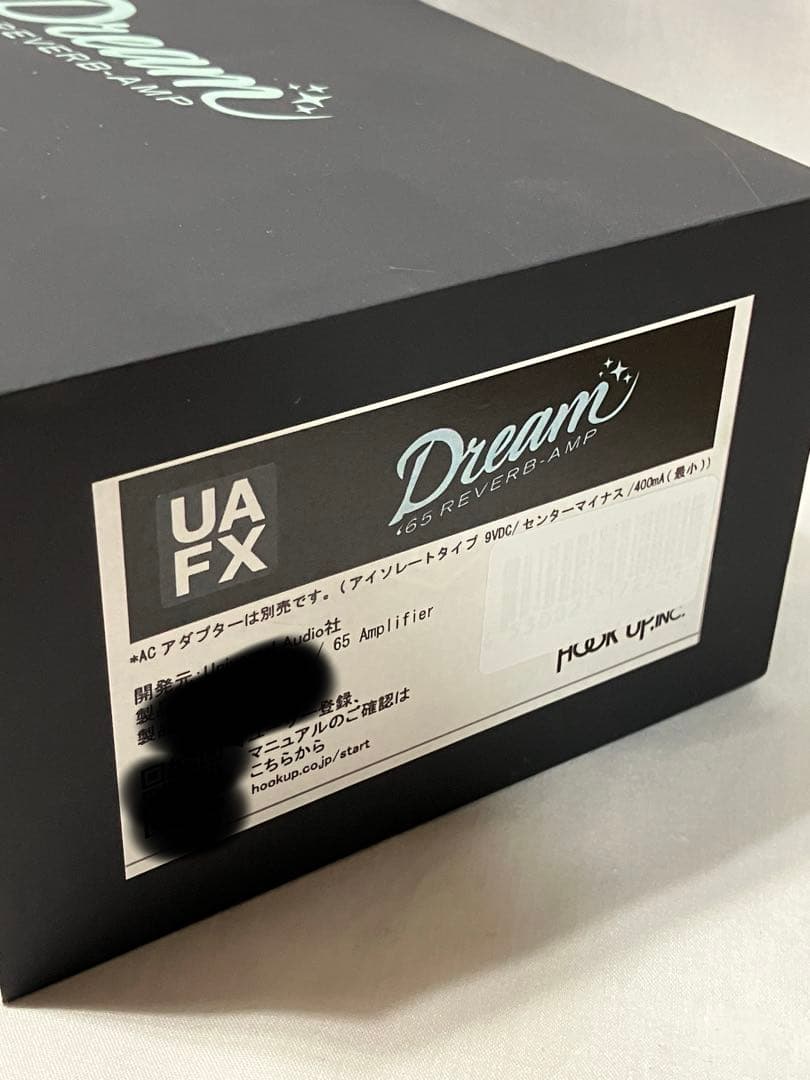 Dream
REVERB-AMP
UA
FX
Dream
'65 REVERB-AMP
*ACアダプターは別売です。(アイソレートタイプ 9VDC/センターマイナス/400mA(最小))
開発元: Audio社
65 Amplifier
登録、
マニュアルのご確認は
こちらから
hookup.co.jp/start
HOOK UP,INC.